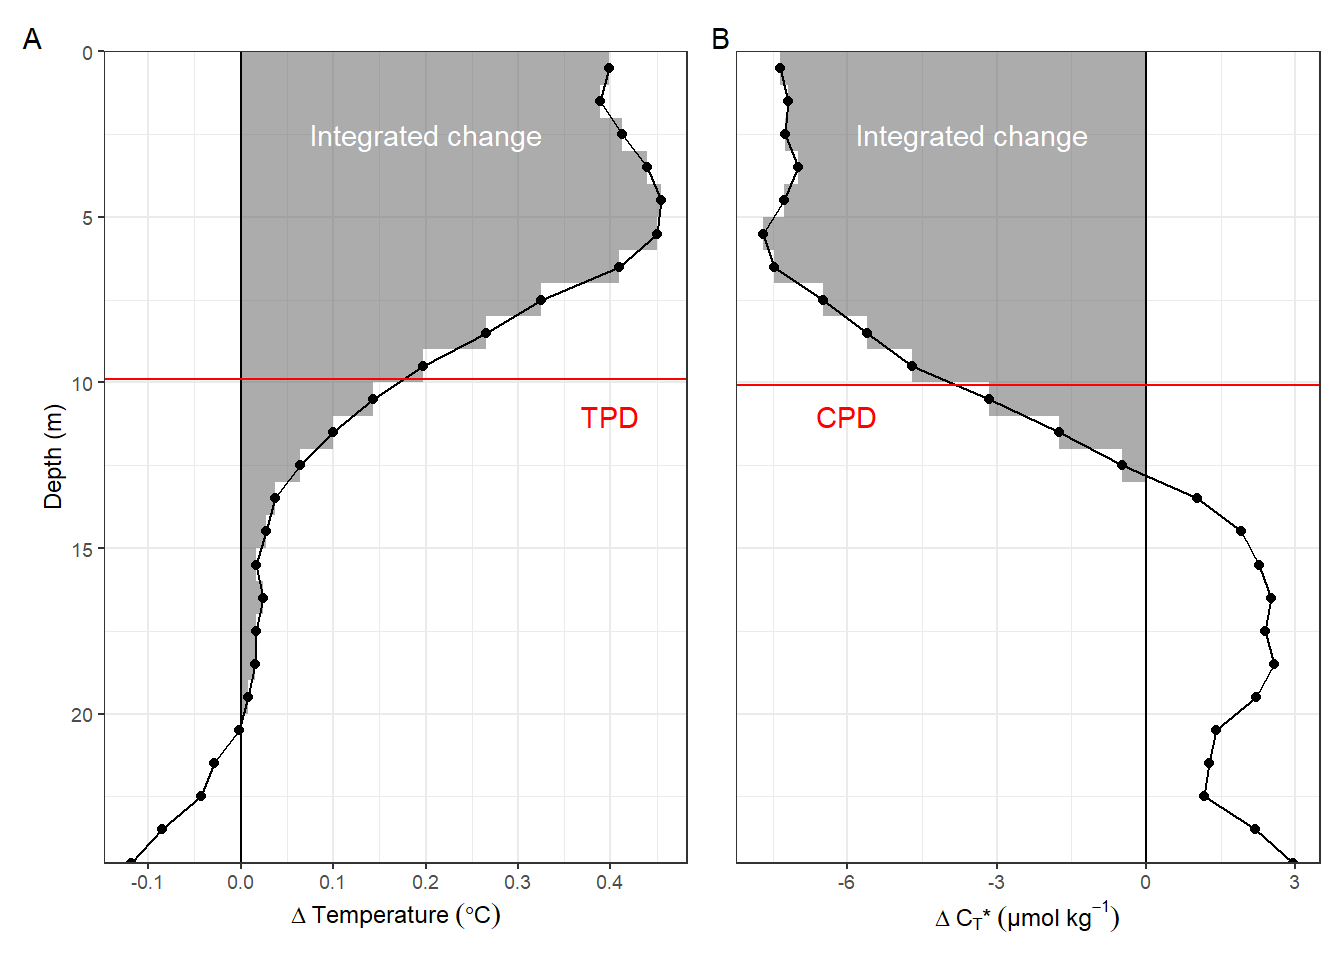 A
B
0
5
10
15
20
Depth (m)
Integrated change
Integrated change
TPD
CPD
-0.1 0.0 0.1 0.2 0.3 0.4
-6 -3 0 3
Δ Temperature (°C)
Δ C_T* (μmol kg⁻¹)